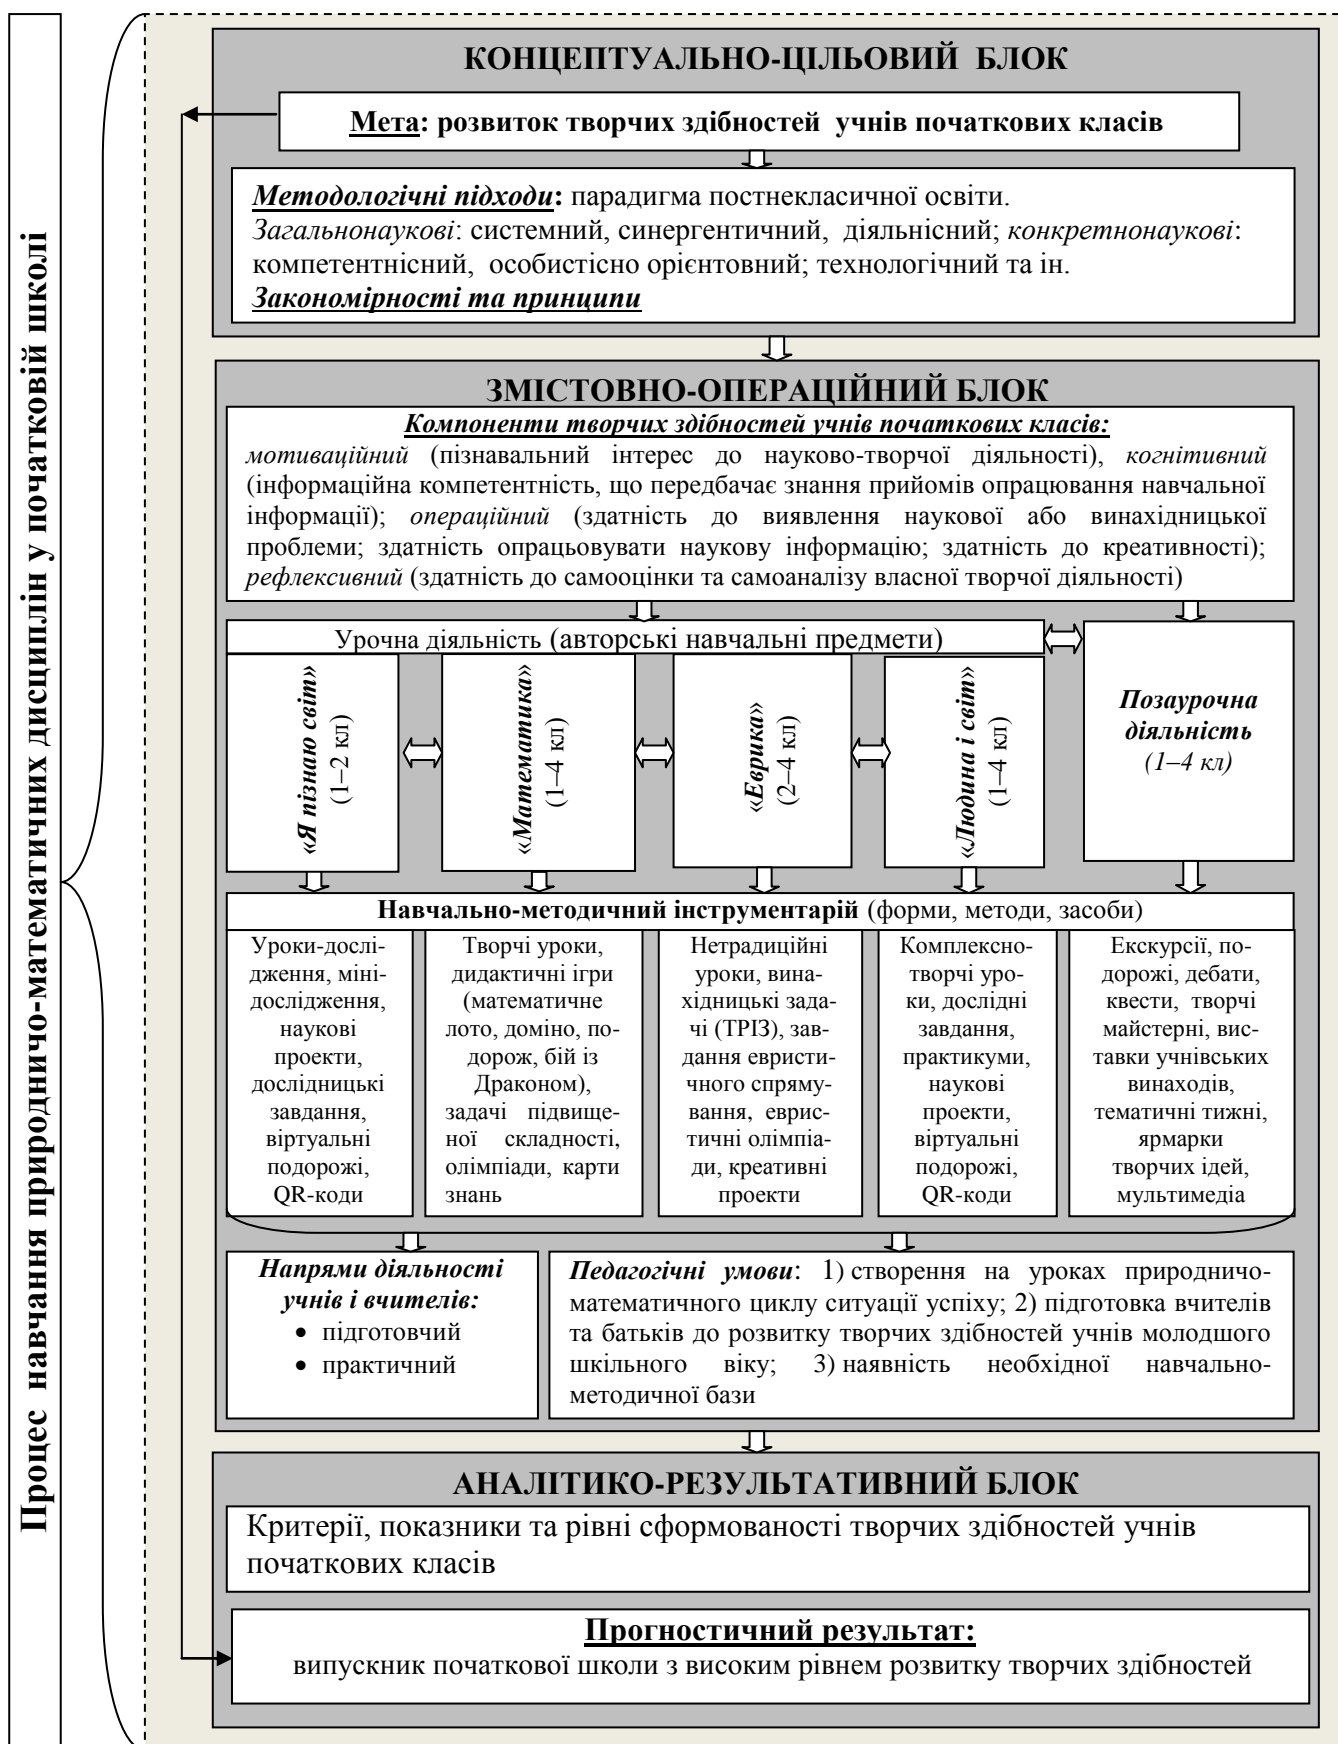 Процес навчання природничо-математичних дисциплін у початковій школі
КОНЦЕПТУАЛЬНО-ЦІЛЬОВИЙ БЛОК
Мета: розвиток творчих здібностей учнів початкових класів
Методологічні підходи: парадигма постнекласичної освіти.
Загальнонаукові: системний, синергентичний, діяльнісний; конкретнонаукові:
компетентнісний, особистісно орієнтовний; технологічний та ін.
Закономірності та принципи
ЗМІСТОВНО-ОПЕРАЦІЙНИЙ БЛОК
Компоненти творчих здібностей учнів початкових класів:
мотиваційний (пізнавальний інтерес до науково-творчої діяльності), когнітивний
(інформаційна компетентність, що передбачає знання прийомів опрацювання навчальної
інформації); операційний (здатність до виявлення наукової або винахідницької
проблеми; здатність опрацьовувати наукову інформацію; здатність до креативності);
рефлексивний (здатність до самооцінки та самоаналізу власної творчої діяльності)
Урочна діяльність (авторські навчальні предмети)
«Я пізнаю світ»
(1–2 кл)
«Математика»
(1–4 кл)
«Еврика»
(2–4 кл)
«Людина і світ»
(1–4 кл)
Позаурочна
діяльність
(1–4 кл)
Навчально-методичний інструментарій (форми, методи, засоби)
Уроки-дослі-
дження, міні-
дослідження,
наукові
проекти,
дослідницькі
завдання,
віртуальні
подорожі,
QR-коди
Творчі уроки,
дидактичні ігри
(математичне
лото, доміно, по-
дорож, бій із
Драконом),
задачі підвище-
ної складності,
олімпіади, карти
знань
Нетрадиційні
уроки, вина-
хідницькі зада-
чі (ТРІЗ), зав-
дання евристи-
чного спряму-
вання, еврис-
тичні олімпіа-
ди, креативні
проекти
Комплексно-
творчі уро-
ки, дослідні
завдання,
практикуми,
наукові
проекти,
віртуальні
подорожі,
QR-коди
Екскурсії, по-
дорожі, дебати,
квести, творчі
майстерні, вис-
тавки учнівських
винаходів,
тематичні тижні,
ярмарки
творчих ідей,
мультимедіа
Напрями діяльності
учнів і вчителів:
• підготовчий
• практичний
Педагогічні умови: 1) створення на уроках природничо-
математичного циклу ситуації успіху; 2) підготовка вчителів
та батьків до розвитку творчих здібностей учнів молодшого
шкільного віку; 3) наявність необхідної навчально-
методичної бази
АНАЛІТИКО-РЕЗУЛЬТАТИВНИЙ БЛОК
Критерії, показники та рівні сформованості творчих здібностей учнів
початкових класів
Прогностичний результат:
випускник початкової школи з високим рівнем розвитку творчих здібностей